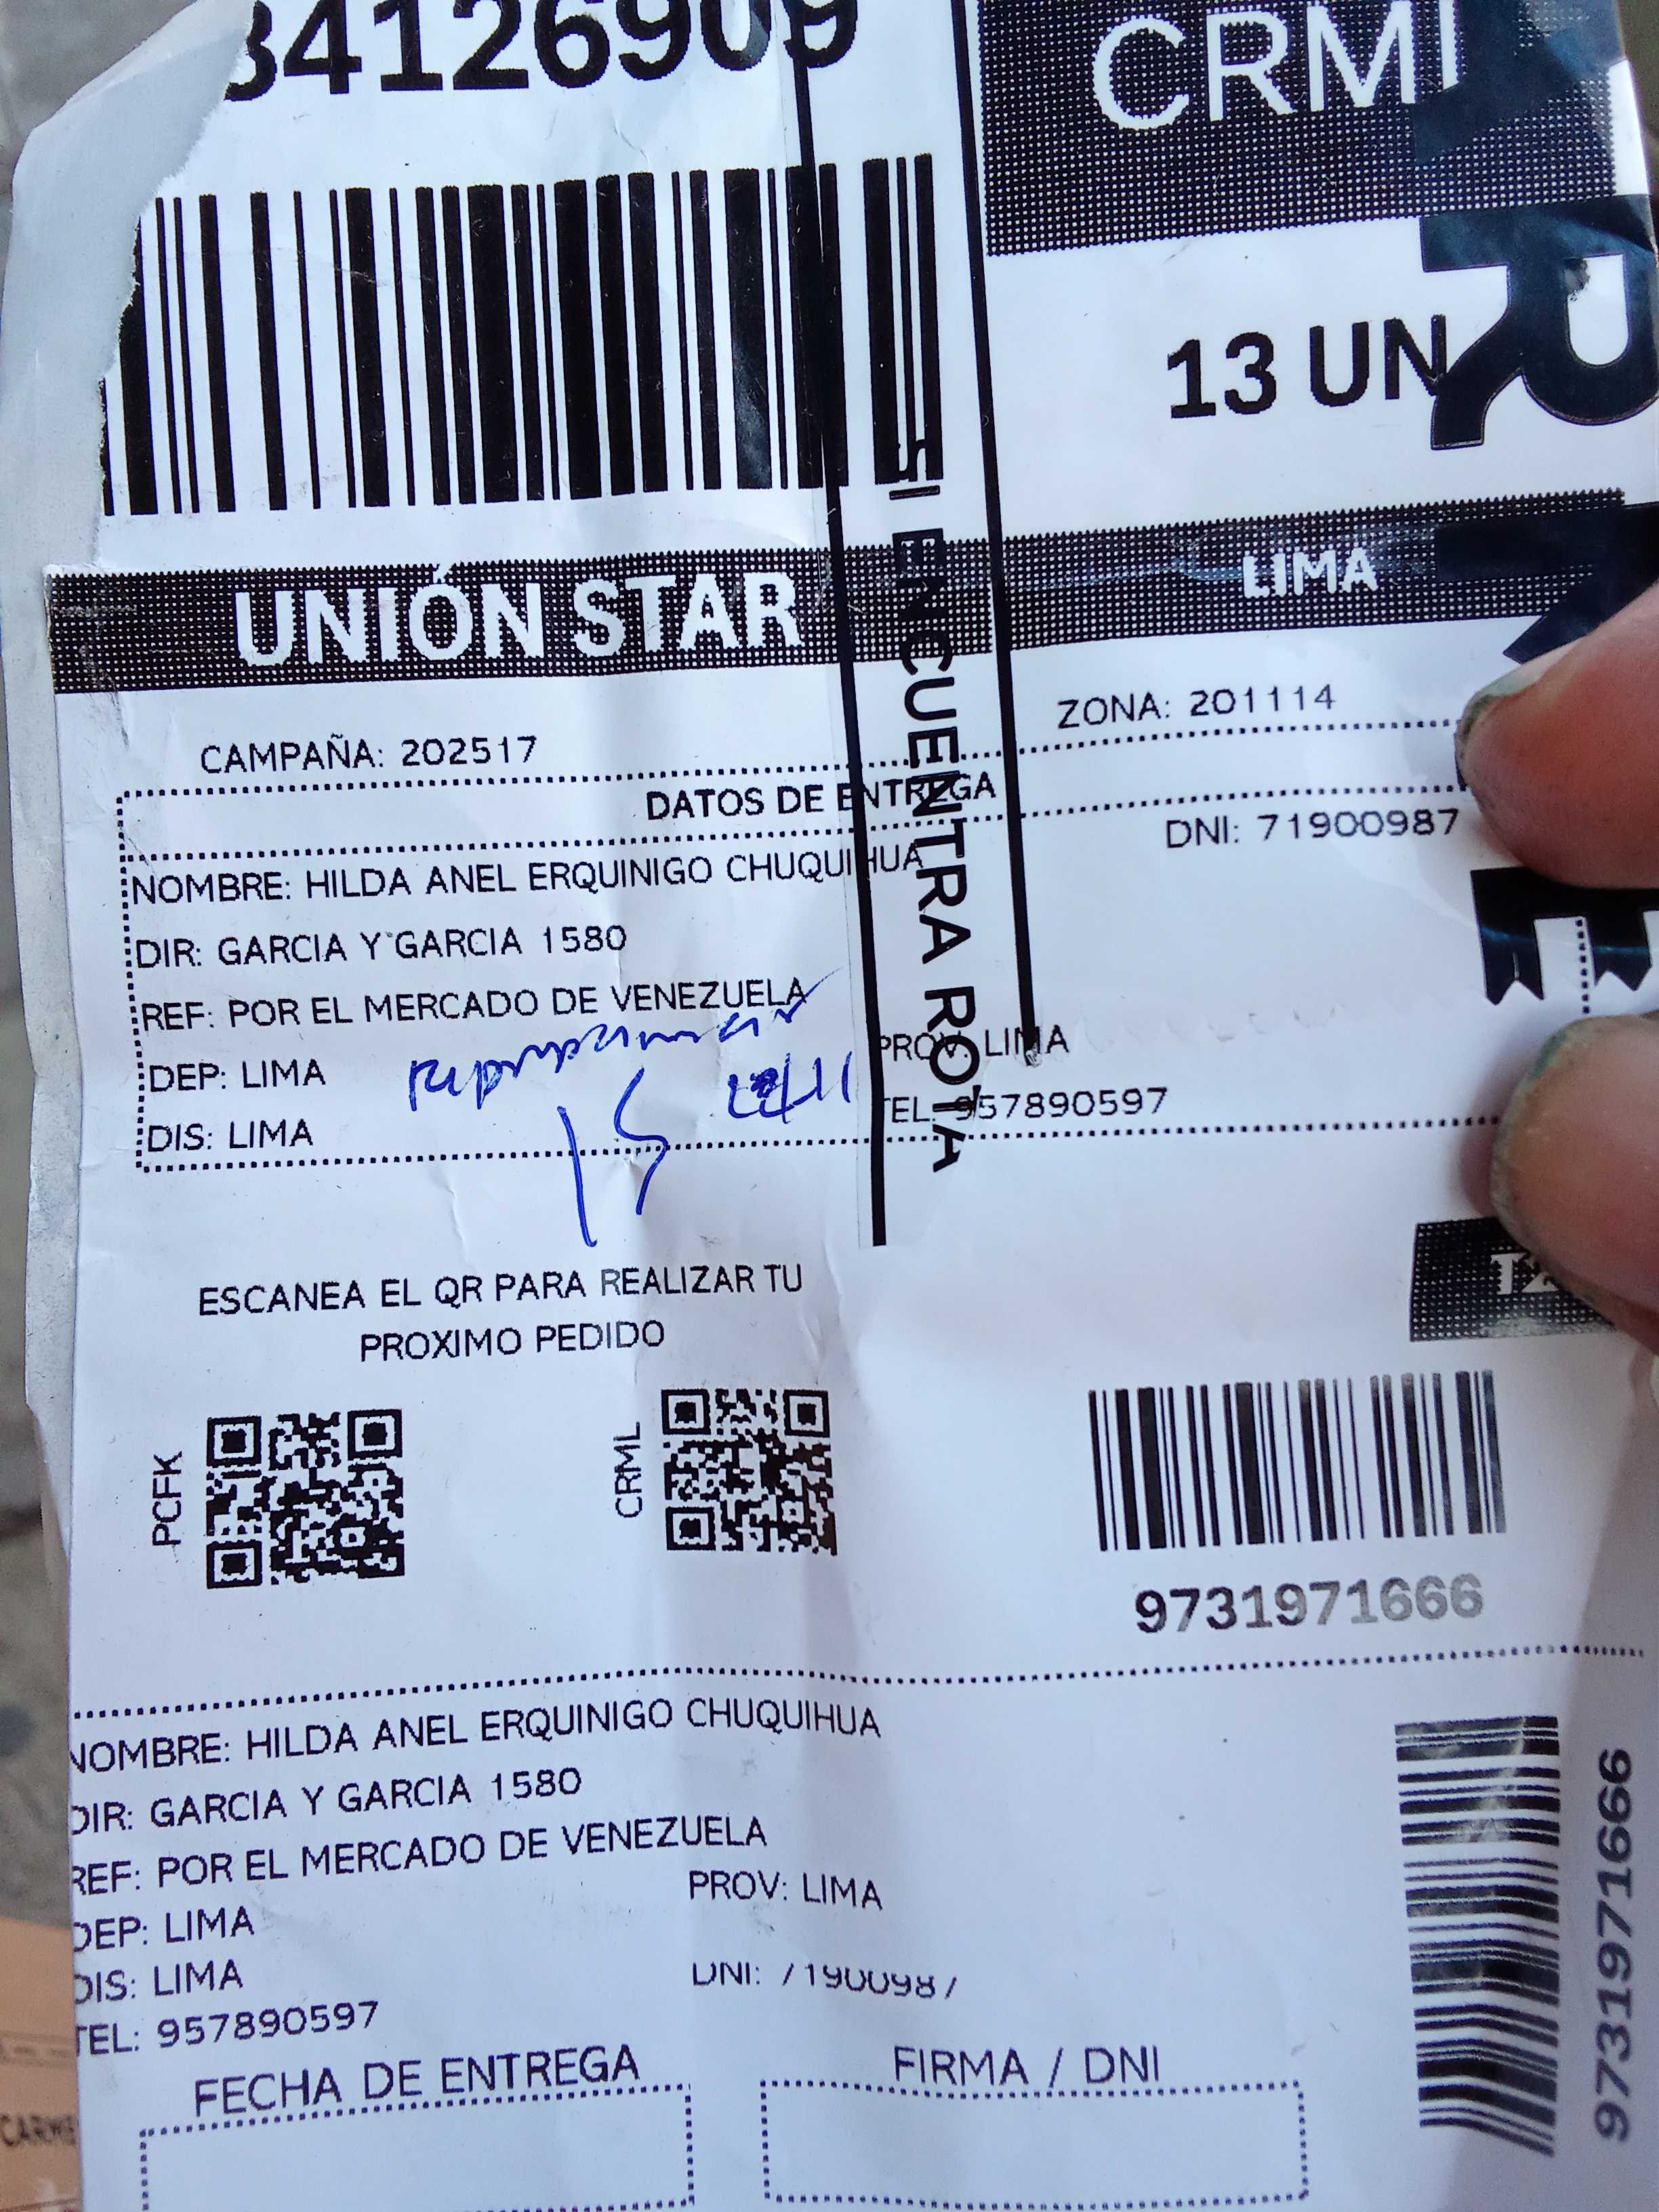 34126909
CRML
13 UN
UNIÓN STAR
LIMA
CAMPAÑA: 202517
ZONA: 201114
DATOS DE ENTREGA
NOMBRE: HILDA ANEL ERQUINIGO CHUQUIHUA
DNI: 71900987
DIR: GARCIA Y GARCIA 1580
REF: POR EL MERCADO DE VENEZUELA
DEP: LIMA
PROV: LIMA
DIS: LIMA
TEL: 957890597
SI ENCUENTRA ROTA
ESCANEA EL QR PARA REALIZAR TU
PROXIMO PEDIDO
PCFK
CRML
9731971666
NOMBRE: HILDA ANEL ERQUINIGO CHUQUIHUA
DIR: GARCIA Y GARCIA 1580
REF: POR EL MERCADO DE VENEZUELA
DEP: LIMA
PROV: LIMA
DIS: LIMA
DNI: 71900987
TEL: 957890597
9731971666
FECHA DE ENTREGA
FIRMA / DNI